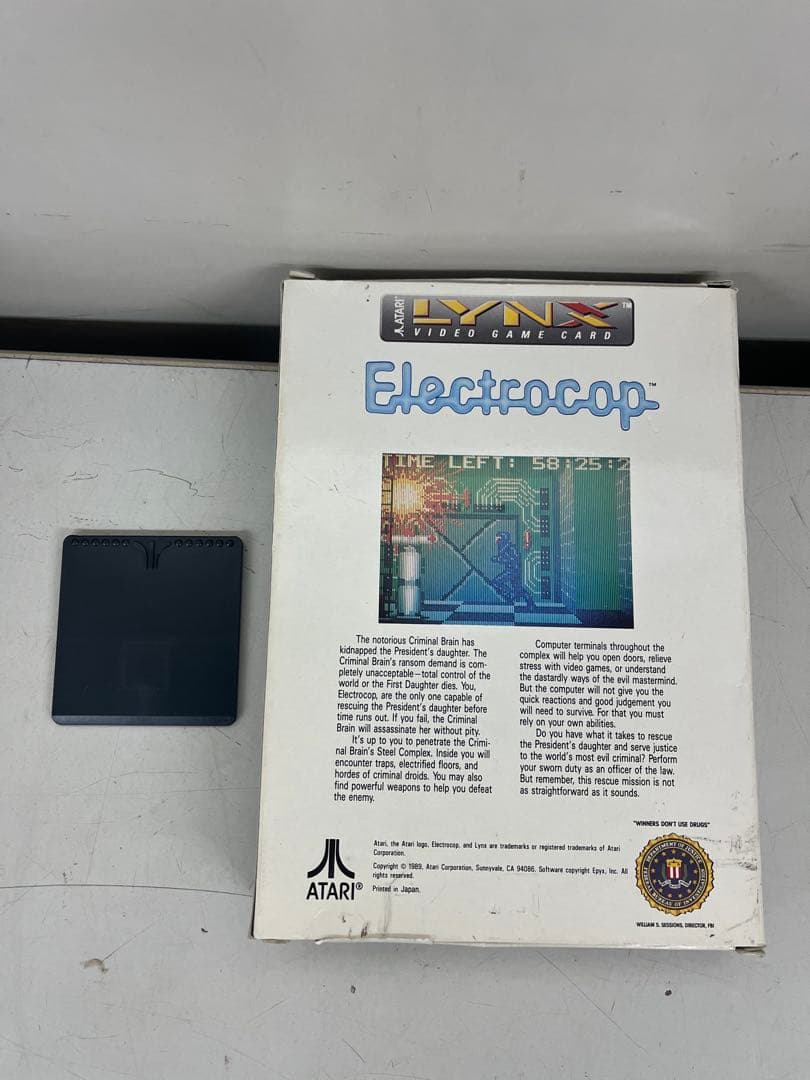 ATARI LYNX™
VIDEO GAME CARD
Electrocop™
TIME LEFT: 58:25:2
The notorious Criminal Brain has
kidnapped the President's daughter. The
Criminal Brain's ransom demand is com-
pletely unacceptable—total control of the
world or the First Daughter dies. You,
Electrocop, are the only one capable of
rescuing the President's daughter before
time runs out. If you fail, the Criminal
Brain will assassinate her without pity.
It's up to you to penetrate the Crimi-
nal Brain's Steel Complex. Inside you will
encounter traps, electrified floors, and
hordes of criminal droids. You may also
find powerful weapons to help you defeat
the enemy.
Computer terminals throughout the
complex will help you open doors, relieve
stress with video games, or understand
the dastardly ways of the evil mastermind.
But the computer will not give you the
quick reactions and good judgement you
will need to survive. For that you must
rely on your own abilities.
Do you have what it takes to rescue
the President's daughter and serve justice
to the world's most evil criminal? Perform
your sworn duty as an officer of the law.
But remember, this rescue mission is not
as straightforward as it sounds.
ATARI®
Atari, the Atari logo, Electrocop, and Lynx are trademarks or registered trademarks of Atari
Corporation.
Copyright © 1989, Atari Corporation, Sunnyvale, CA 94086. Software copyright Epyx, Inc. All
rights reserved.
Printed in Japan.
"WINNERS DON'T USE DRUGS"
DEPARTMENT OF JUSTICE
FEDERAL BUREAU OF INVESTIGATION
WILLIAM S. SESSIONS, DIRECTOR, FBI